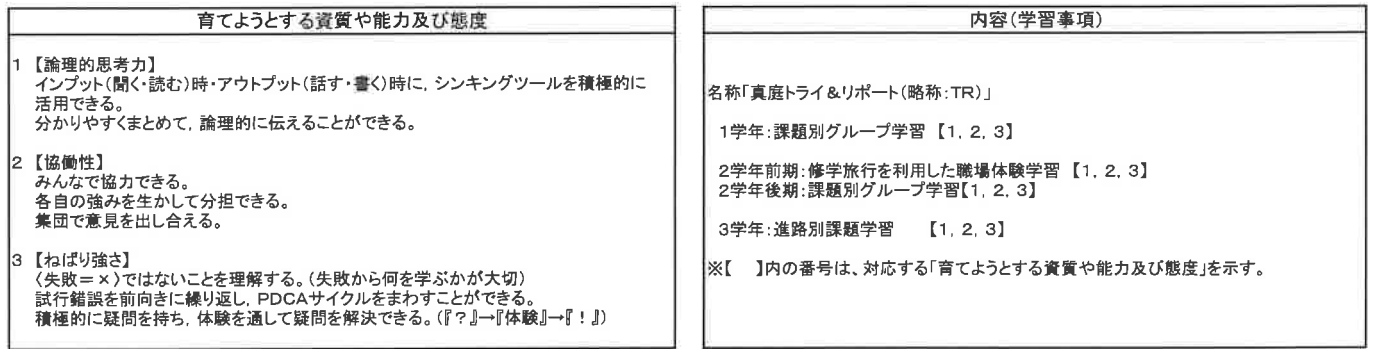 育てようとする資質や能力及び態度
1 【論理的思考力】
インプット(聞く・読む)時・アウトプット(話す・書く)時に, シンキングツールを積極的に
活用できる。
分かりやすくまとめて, 論理的に伝えることができる。
2 【協働性】
みんなで協力できる。
各自の強みを生かして分担できる。
集団で意見を出し合える。
3 【ねばり強さ】
〈失敗=×〉ではないことを理解する。(失敗から何を学ぶかが大切)
試行錯誤を前向きに繰り返し, PDCAサイクルをまわすことができる。
積極的に疑問を持ち, 体験を通して疑問を解決できる。(『?』→『体験』→『!』)
内容(学習事項)
名称「真庭トライ&リポート(略称:TR)」
1学年:課題別グループ学習 【1, 2, 3】
2学年前期:修学旅行を利用した職場体験学習 【1, 2, 3】
2学年後期:課題別グループ学習【1, 2, 3】
3学年:進路別課題学習 【1, 2, 3】
※【 】内の番号は、対応する「育てようとする資質や能力及び態度」を示す。